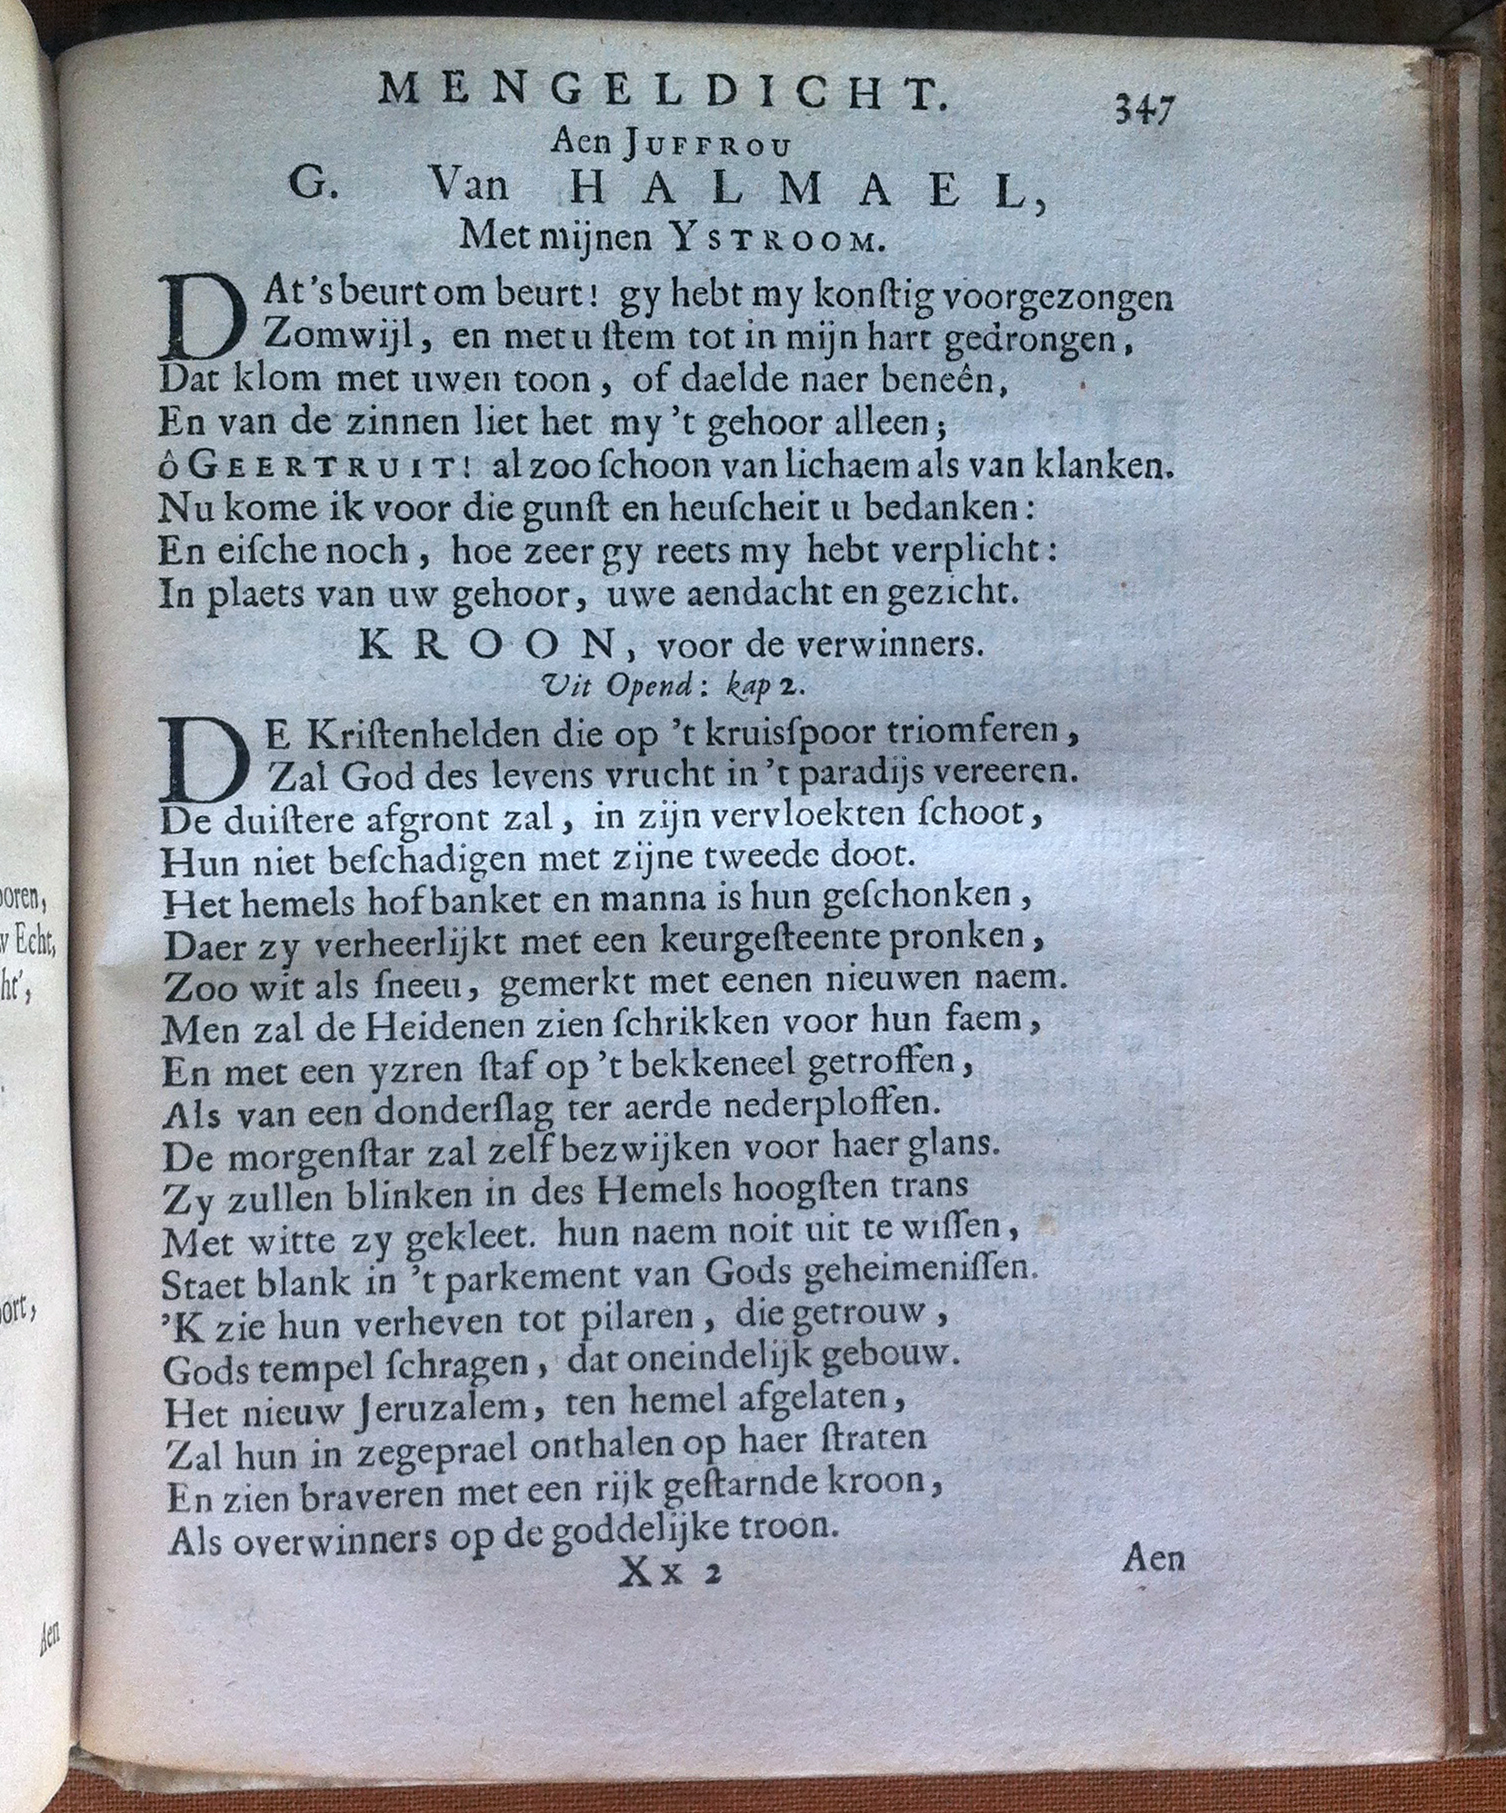 MENGELDICHT. 347
Aen JUFFROU
G. Van HALMAEL,
Met mijnen YSTROOM.
DAt's beurt om beurt! gy hebt my konſtig voorgezongen
Zomwijl, en met u ſtem tot in mijn hart gedrongen,
Dat klom met uwen toon, of daelde naer beneên,
En van de zinnen liet het my 't gehoor alleen;
ô GEERTRUIT! al zoo ſchoon van lichaem als van klanken.
Nu kome ik voor die gunſt en heuſcheit u bedanken:
En eiſche noch, hoe zeer gy reets my hebt verplicht:
In plaets van uw gehoor, uwe aendacht en gezicht.
KROON, voor de verwinners.
Uit Opend: kap 2.
DE Kriſtenhelden die op 't kruisſpoor triomferen,
Zal God des levens vrucht in 't paradijs vereeren.
De duiſtere afgront zal, in zijn vervloekten ſchoot,
Hun niet beſchadigen met zijne tweede doot.
Het hemels hofbanket en manna is hun geſchonken,
Daer zy verheerlijkt met een keurgeſteente pronken,
Zoo wit als ſneeu, gemerkt met eenen nieuwen naem.
Men zal de Heidenen zien ſchrikken voor hun faem,
En met een yzren ſtaf op 't bekkeneel getroffen,
Als van een donderſlag ter aerde nederploffen.
De morgenſtar zal zelf bezwijken voor haer glans.
Zy zullen blinken in des Hemels hoogſten trans
Met witte zy gekleet. hun naem noit uit te wiſſen,
Staet blank in 't parkement van Gods geheimeniſſen.
'K zie hun verheven tot pilaren, die getrouw,
Gods tempel ſchragen, dat oneindelijk gebouw.
Het nieuw Jeruzalem, ten hemel afgelaten,
Zal hun in zegeprael onthalen op haer ſtraten
En zien braveren met een rijk geſtarnde kroon,
Als overwinners op de goddelijke troon.
Xx 2 Aen